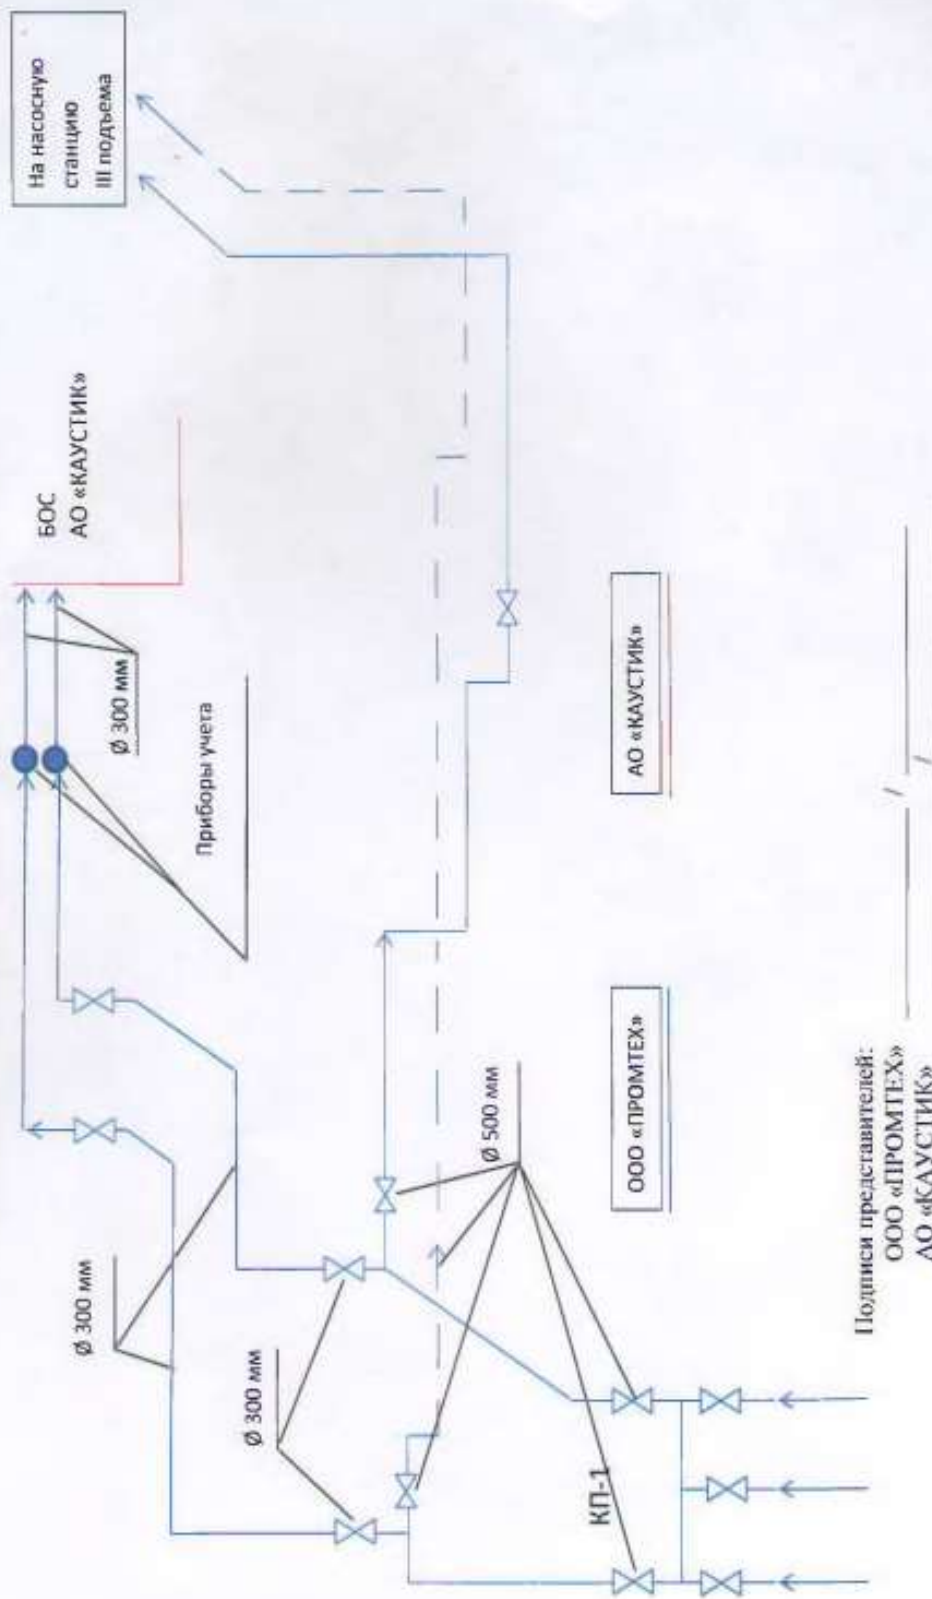 На насосную
станцию
III подъема
БОС
АО «КАУСТИК»
Ø 300 мм
Приборы учета
Ø 300 мм
Ø 300 мм
Ø 500 мм
КП-1
ООО «ПРОМТЕХ»
АО «КАУСТИК»
Подписи представителей:
ООО «ПРОМТЕХ» /
АО «КАУСТИК» /